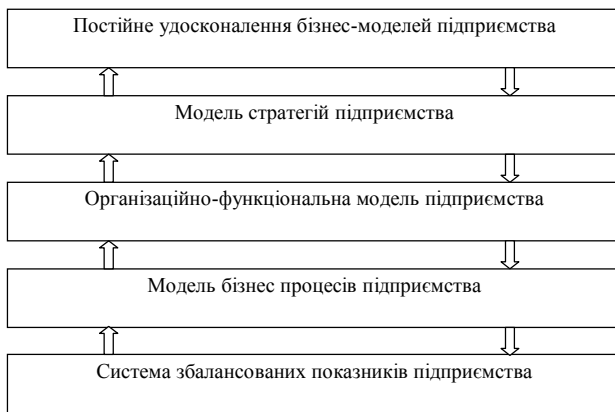 Постійне удосконалення бізнес-моделей підприємства
Модель стратегій підприємства
Організаційно-функціональна модель підприємства
Модель бізнес процесів підприємства
Система збалансованих показників підприємства